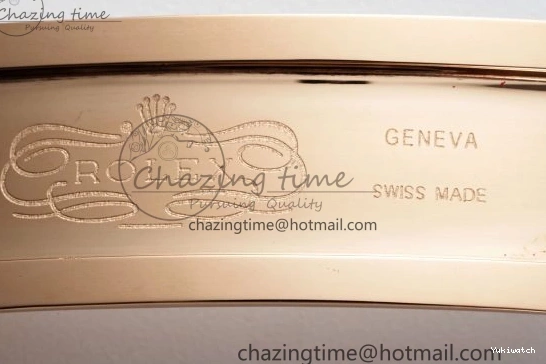 Chazing time
Pursuing Quality
ROLEX
GENEVA
SWISS MADE
Chazing time
Pursuing Quality
chazingtime@hotmail.com
chazingtime@hotmail.com
Yukiwatch